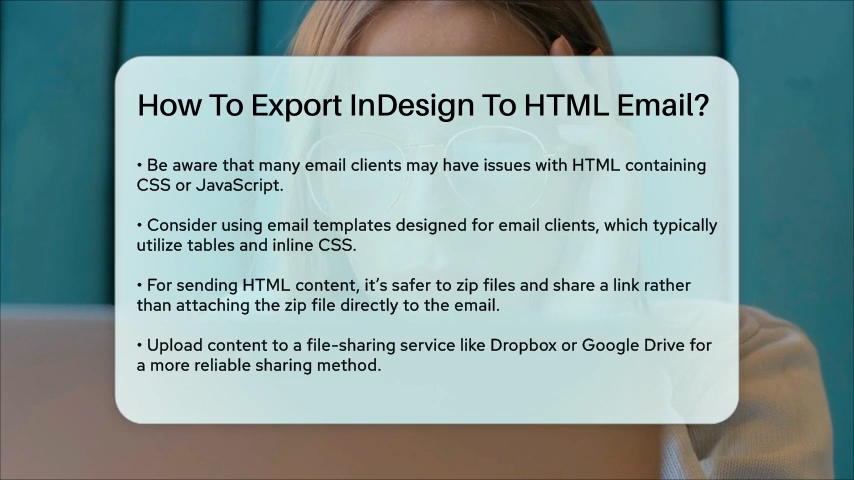 How To Export InDesign To HTML Email?
• Be aware that many email clients may have issues with HTML containing
CSS or JavaScript.
• Consider using email templates designed for email clients, which typically
utilize tables and inline CSS.
• For sending HTML content, it’s safer to zip files and share a link rather
than attaching the zip file directly to the email.
• Upload content to a file-sharing service like Dropbox or Google Drive for
a more reliable sharing method.